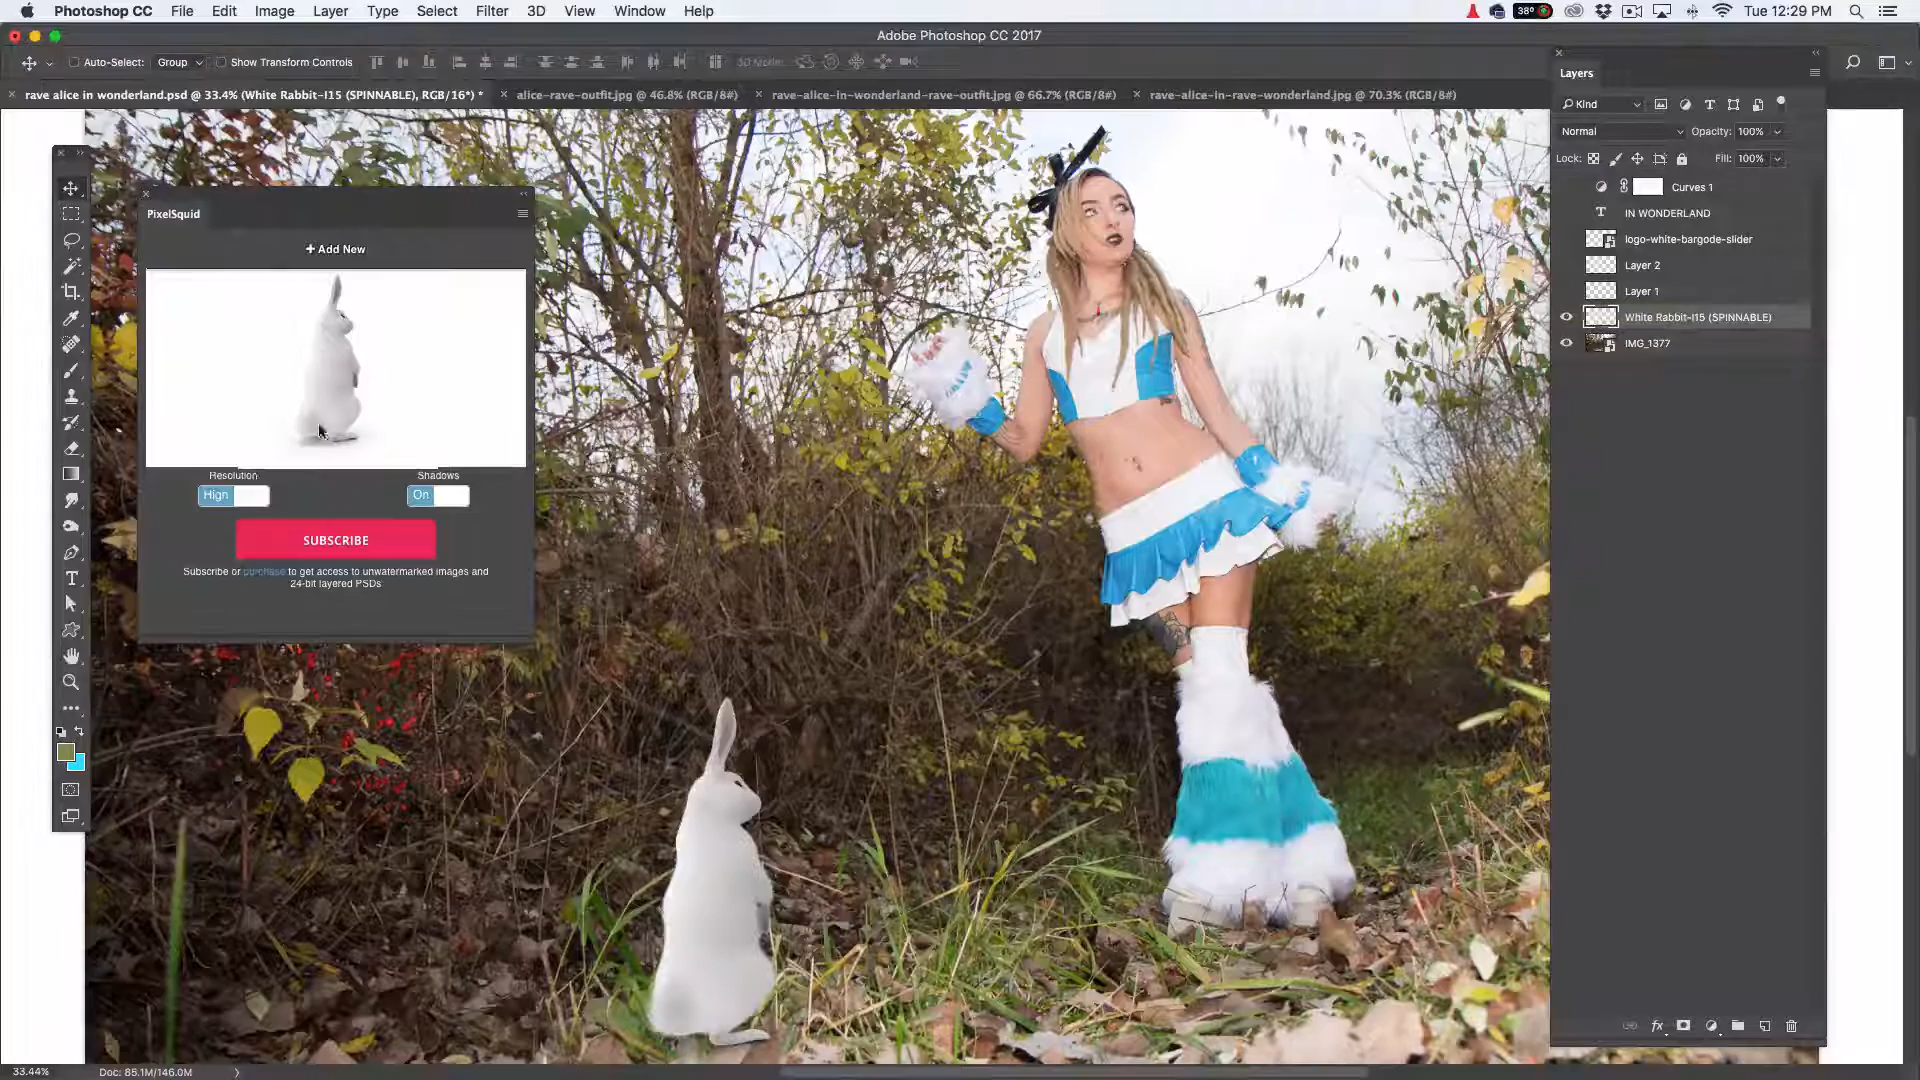 Photoshop CC File Edit Image Layer Type Select Filter 3D View Window Help 38º Tue 12:29 PM
Adobe Photoshop CC 2017
Auto-Select: Group Show Transform Controls 3D Mode:
rave alice in wonderland.psd @ 33.4% (White Rabbit-I15 (SPINNABLE), RGB/16*) * alice-rave-outfit.jpg @ 46.8% (RGB/8#) rave-alice-in-wonderland-rave-outfit.jpg @ 66.7% (RGB/8#) rave-alice-in-rave-wonderland.jpg @ 70.3% (RGB/8#)
PixelSquid
+ Add New
Resolution Shadows
High On
SUBSCRIBE
Subscribe or purchase to get access to unwatermarked images and
24-bit layered PSDs
Layers
Kind
Normal Opacity: 100%
Lock: Fill: 100%
Curves 1
IN WONDERLAND
logo-white-bargode-slider
Layer 2
Layer 1
White Rabbit-I15 (SPINNABLE)
IMG_1377
fx
33.44% Doc: 85.1M/146.0M